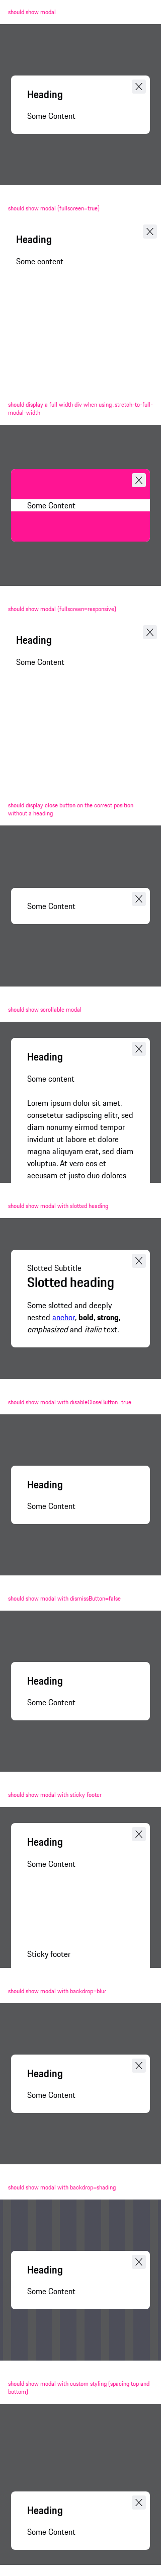 should show modal
Heading
Some Content
should show modal [fullscreen=true]
Heading
Some content
should display a full width div when using .stretch-to-full-
modal-width
Some Content
should show modal [fullscreen=responsive]
Heading
Some Content
should display close button on the correct position
without a heading
Some Content
should show scrollable modal
Heading
Some content
Lorem ipsum dolor sit amet,
consetetur sadipscing elitr, sed
diam nonumy eirmod tempor
invidunt ut labore et dolore
magna aliquyam erat, sed diam
voluptua. At vero eos et
accusam et justo duo dolores
should show modal with slotted heading
Slotted Subtitle
Slotted heading
Some slotted and deeply
nested anchor, bold, strong,
emphasized and italic text.
should show modal with disableCloseButton=true
Heading
Some Content
should show modal with dismissButton=false
Heading
Some Content
should show modal with sticky footer
Heading
Some Content
Sticky footer
should show modal with backdrop=blur
Heading
Some Content
should show modal with backdrop=shading
Heading
Some Content
should show modal with custom styling (spacing top and
bottom)
Heading
Some Content